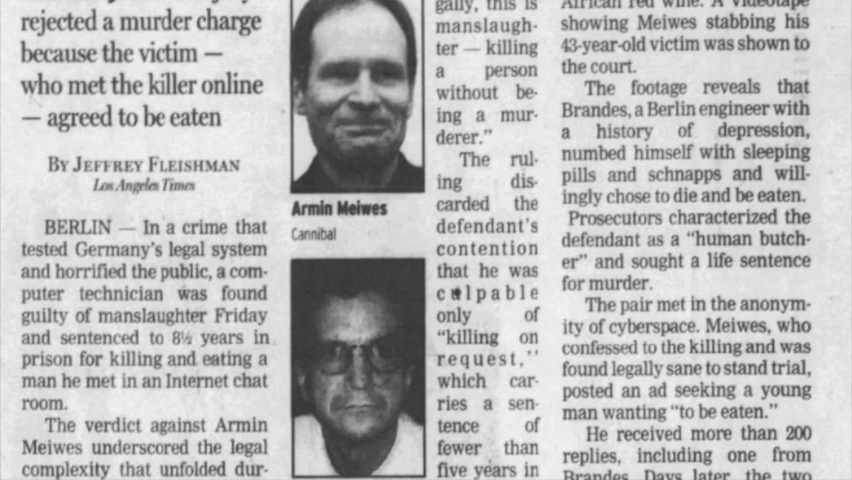 rejected a murder charge
because the victim —
who met the killer online
— agreed to be eaten
BY JEFFREY FLEISHMAN
Los Angeles Times
BERLIN — In a crime that
tested Germany's legal system
and horrified the public, a com-
puter technician was found
guilty of manslaughter Friday
and sentenced to 8½ years in
prison for killing and eating a
man he met in an Internet chat
room.
The verdict against Armin
Meiwes underscored the legal
complexity that unfolded dur-
Armin Meiwes
Cannibal
gally, this is
manslaugh-
ter — killing
a person
without be-
ing a mur-
derer."
The rul-
ing dis-
carded the
defendant's
contention
that he was
culpable
only of
"killing on
request,"
which car-
ries a sen-
tence of
fewer than
five years in
African red wine. A videotape
showing Meiwes stabbing his
43-year-old victim was shown to
the court.
The footage reveals that
Brandes, a Berlin engineer with
a history of depression,
numbed himself with sleeping
pills and schnapps and will-
ingly chose to die and be eaten.
Prosecutors characterized the
defendant as a "human butch-
er" and sought a life sentence
for murder.
The pair met in the anonym-
ity of cyberspace. Meiwes, who
confessed to the killing and was
found legally sane to stand trial,
posted an ad seeking a young
man wanting "to be eaten."
He received more than 200
replies, including one from
Brandes. Days later, the two